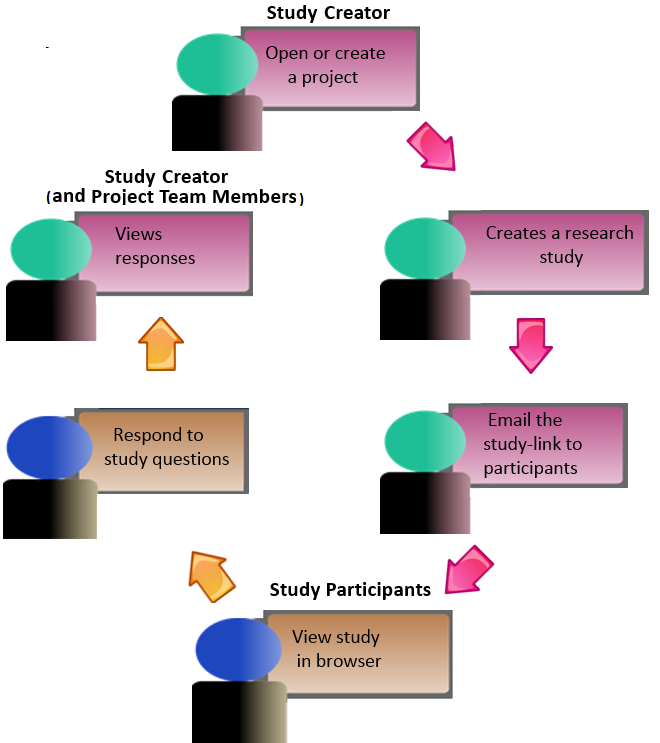 Study Creator
Open or create
a project
Study Creator
(and Project Team Members)
Views
responses
Creates a research
study
Respond to
study questions
Email the
study-link to
participants
Study Participants
View study
in browser